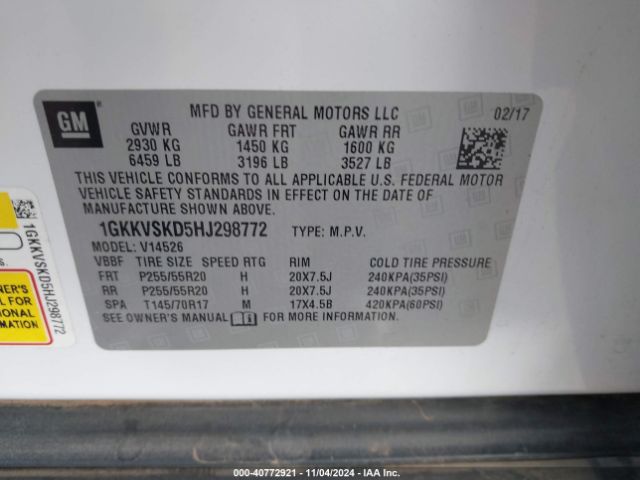 GM
MFD BY GENERAL MOTORS LLC 02/17
GVWR GAWR FRT GAWR RR
2930 KG 1450 KG 1600 KG
6459 LB 3196 LB 3527 LB
THIS VEHICLE CONFORMS TO ALL APPLICABLE U.S. FEDERAL MOTOR
VEHICLE SAFETY STANDARDS IN EFFECT ON THE DATE OF
MANUFACTURE SHOWN ABOVE.
1GKKVSKD5HJ298772 TYPE: M.P.V.
MODEL: V14526
VBBF TIRE SIZE SPEED RTG RIM COLD TIRE PRESSURE
FRT P255/55R20 H 20X7.5J 240KPA(35PSI)
RR P255/55R20 H 20X7.5J 240KPA(35PSI)
SPA T145/70R17 M 17X4.5B 420KPA(60PSI)
SEE OWNER'S MANUAL FOR MORE INFORMATION.
1GKKVSKD5HJ298772
NER'S
L FOR
IONAL
MATION
000-40772921 - 11/04/2024 - IAA Inc.